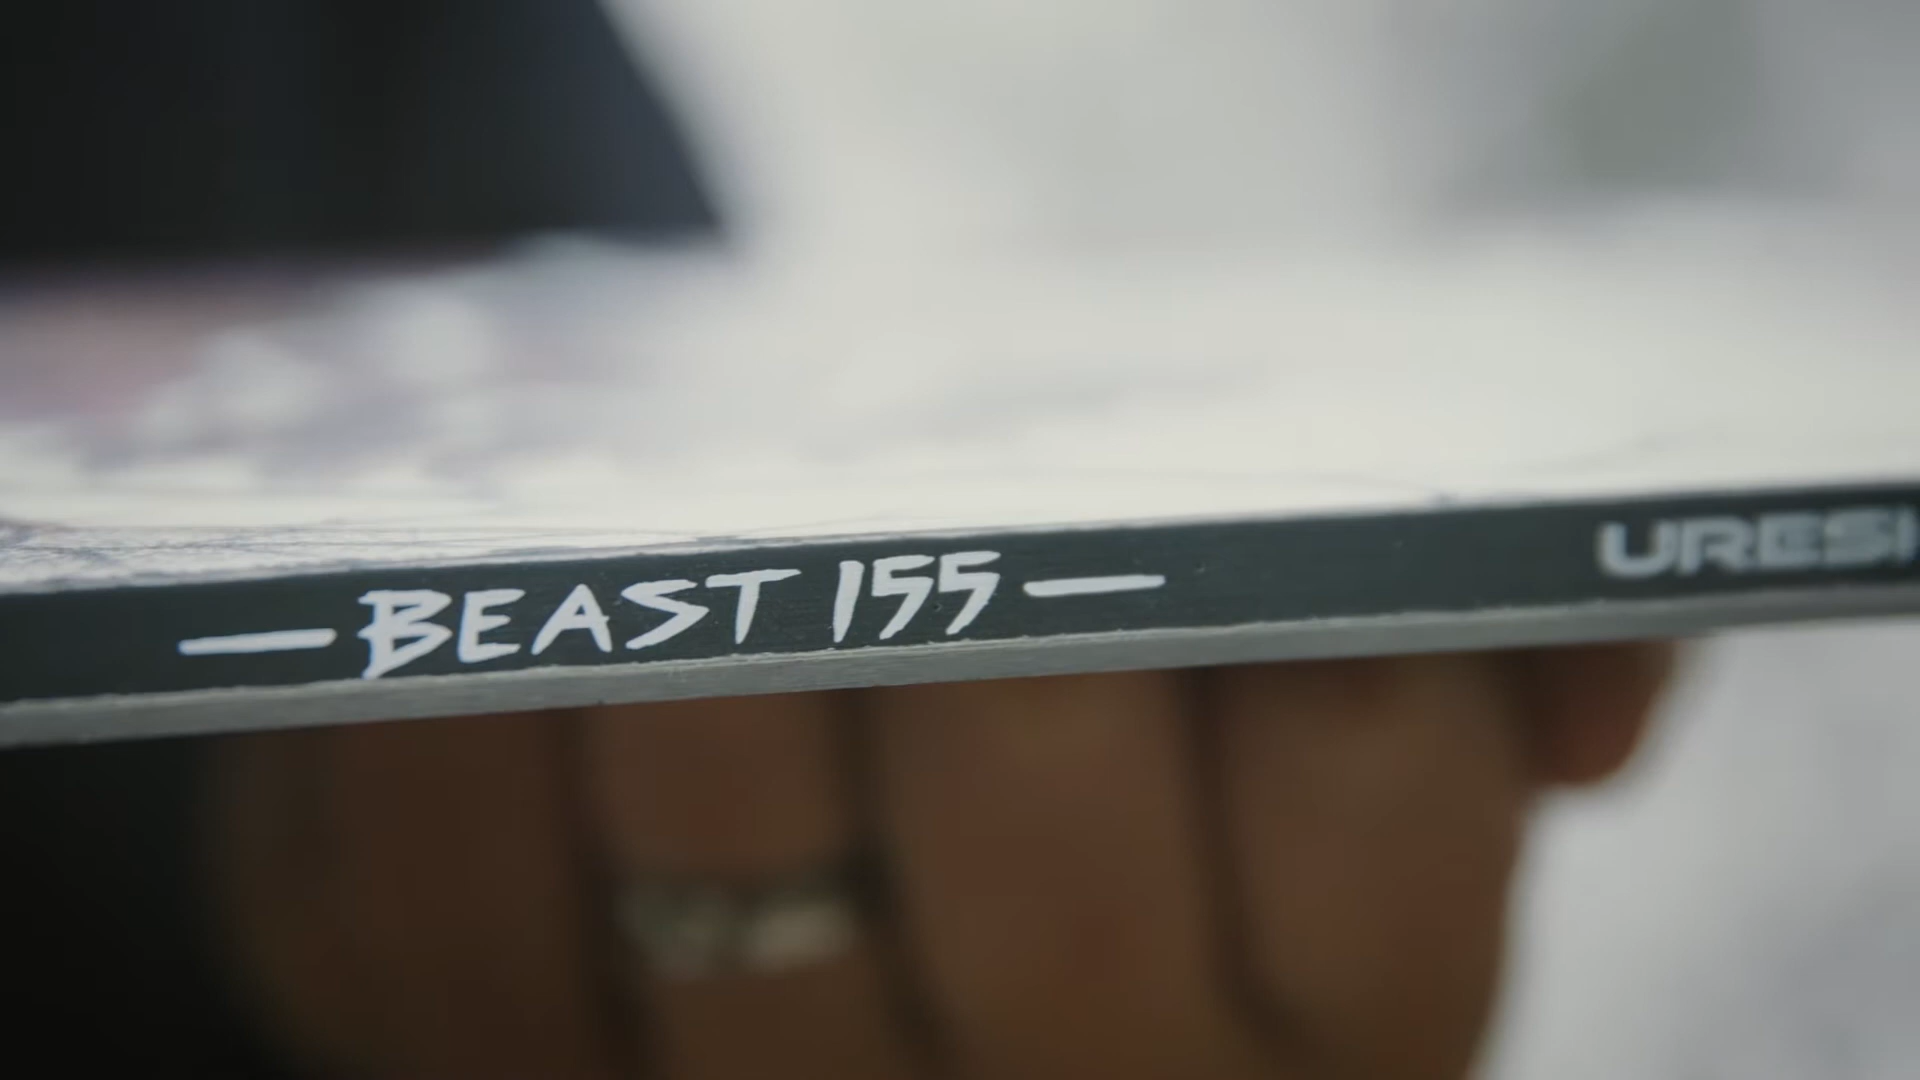 — BEAST 155 —
URESI